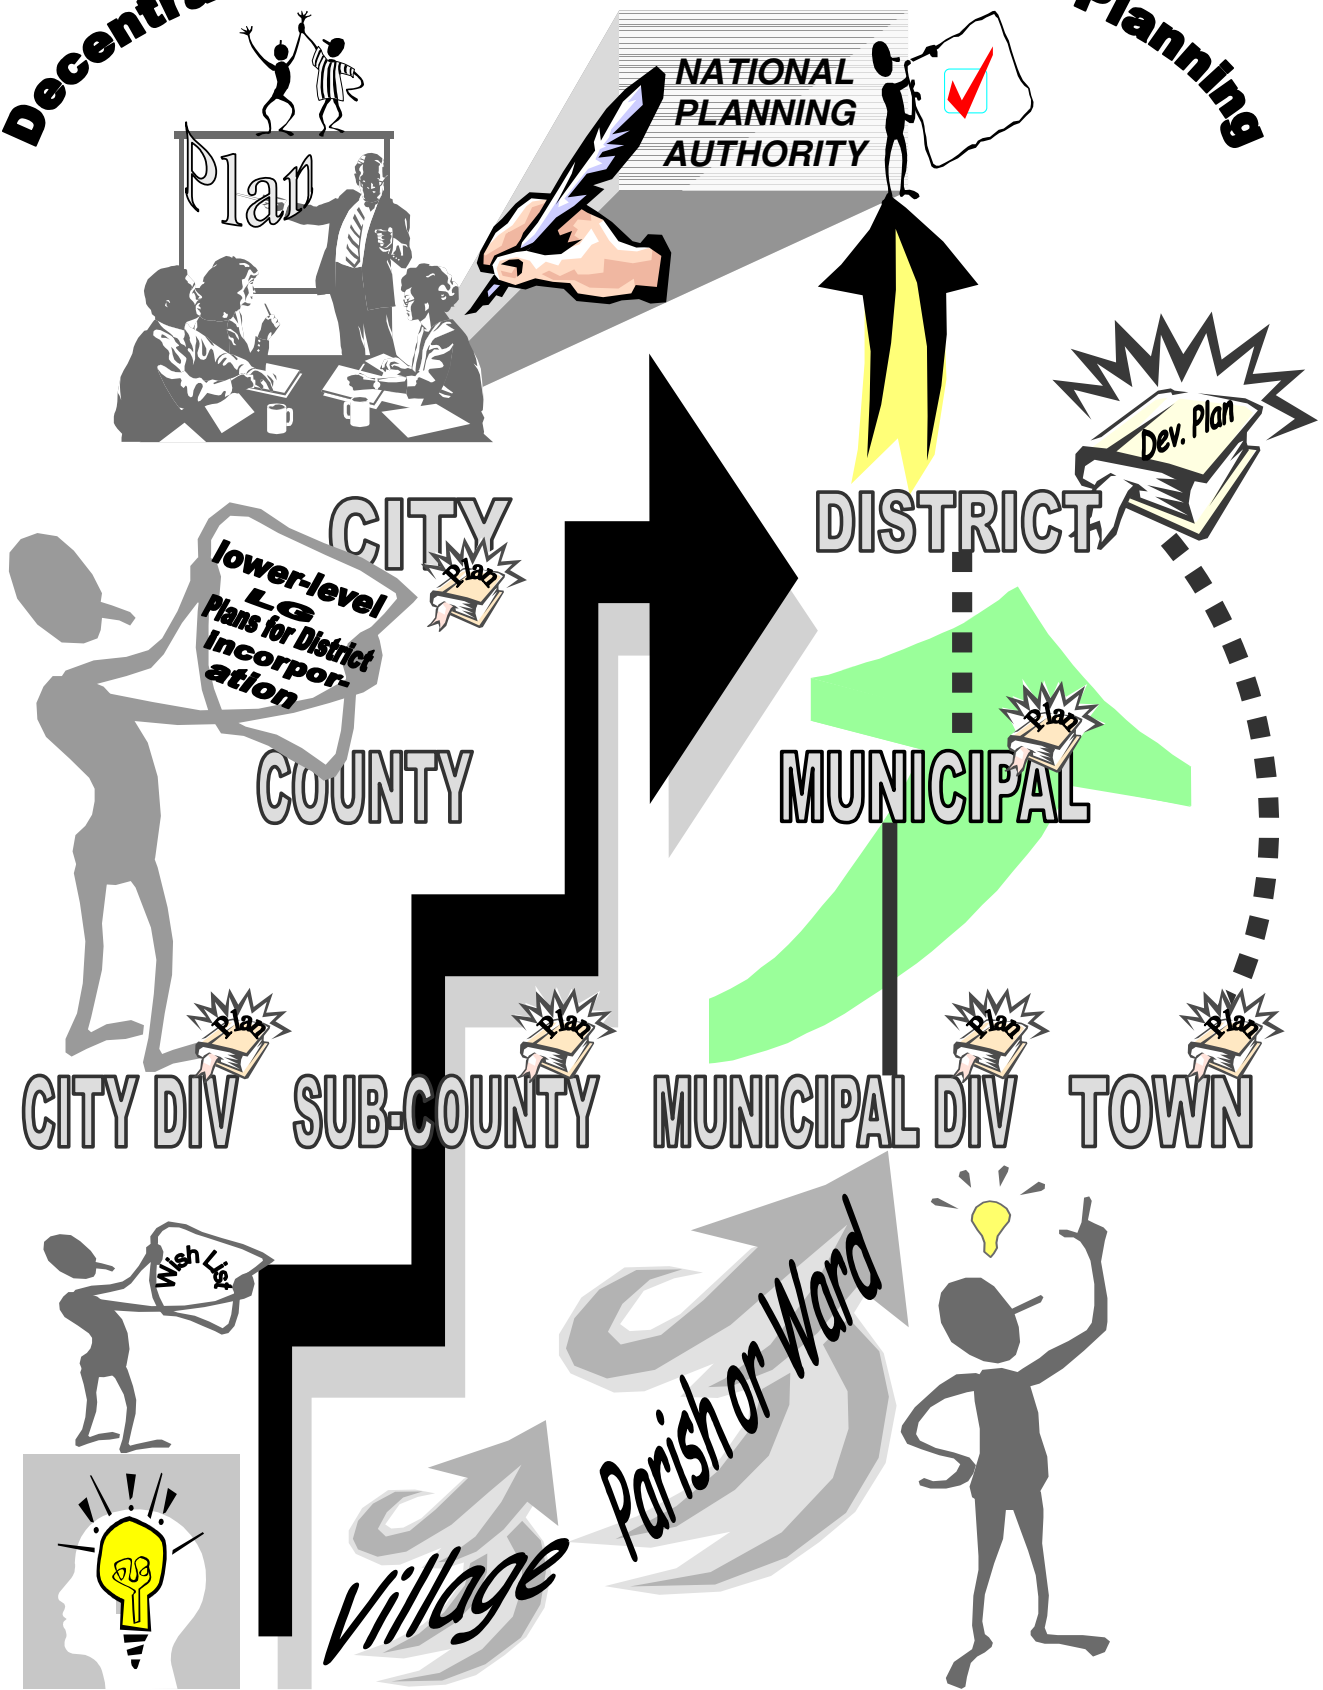 Planning
NATIONAL
PLANNING
AUTHORITY
Plan
Dev. Plan
CITY
Plan
DISTRICT
lower-level
LG
Plans for District
Incorpor-
ation
Plan
COUNTY
MUNICIPAL
Plan
Plan
Plan
Plan
CITY DIV
SUB-COUNTY
MUNICIPAL DIV
TOWN
Wish List
Parish or Ward
Village